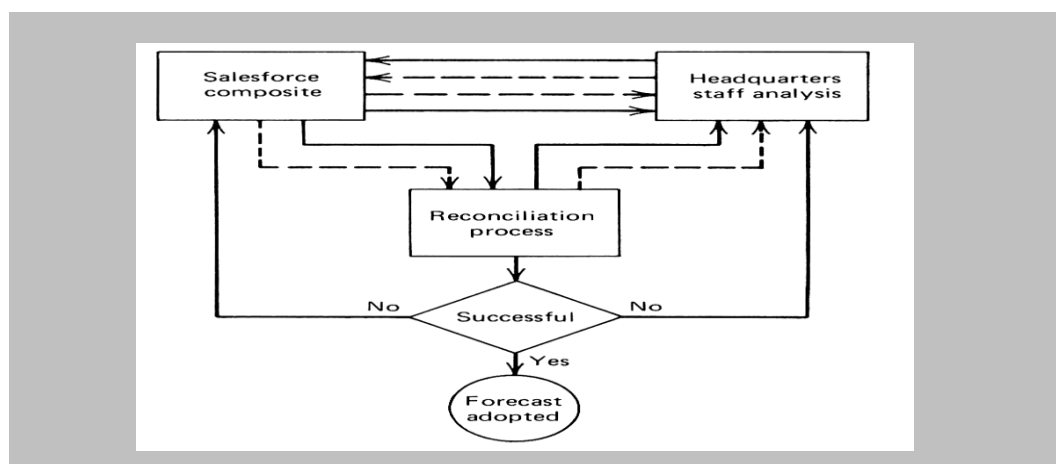 Salesforce
composite
Headquarters
staff analysis
Reconciliation
process
No
Successful
No
Yes
Forecast
adopted